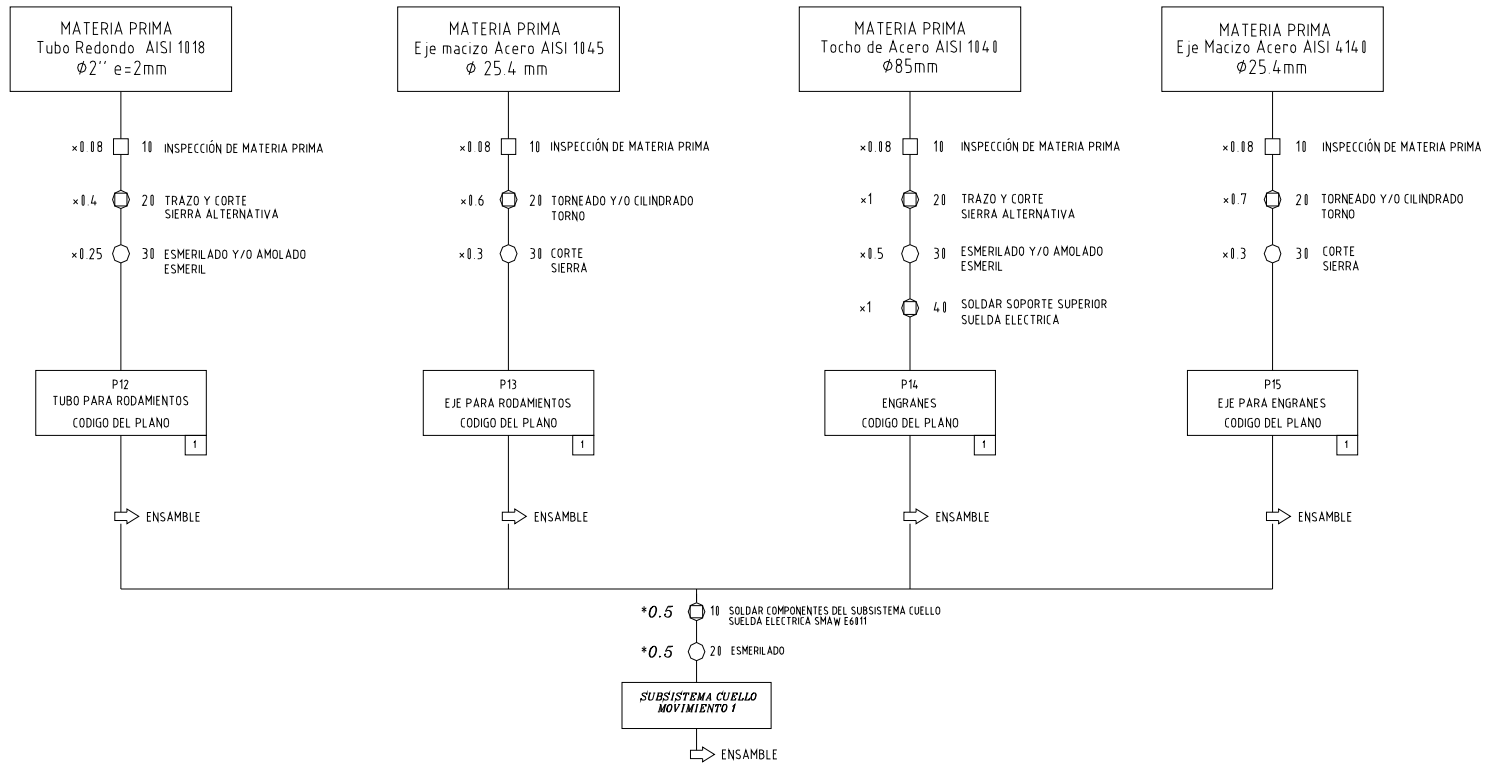 MATERIA PRIMA
Tubo Redondo AISI 1018
Ø2'' e=2mm
×0.08
10 INSPECCIÓN DE MATERIA PRIMA
×0.4
20 TRAZO Y CORTE
SIERRA ALTERNATIVA
×0.25
30 ESMERILADO Y/O AMOLADO
ESMERIL
P12
TUBO PARA RODAMIENTOS
CODIGO DEL PLANO
1
ENSAMBLE
MATERIA PRIMA
Eje macizo Acero AISI 1045
Ø 25.4 mm
×0.08
10 INSPECCIÓN DE MATERIA PRIMA
×0.6
20 TORNEADO Y/O CILINDRADO
TORNO
×0.3
30 CORTE
SIERRA
P13
EJE PARA RODAMIENTOS
CODIGO DEL PLANO
1
ENSAMBLE
MATERIA PRIMA
Tocho de Acero AISI 1040
Ø85mm
×0.08
10 INSPECCIÓN DE MATERIA PRIMA
×1
20 TRAZO Y CORTE
SIERRA ALTERNATIVA
×0.5
30 ESMERILADO Y/O AMOLADO
ESMERIL
×1
40 SOLDAR SOPORTE SUPERIOR
SUELDA ELECTRICA
P14
ENGRANES
CODIGO DEL PLANO
1
ENSAMBLE
MATERIA PRIMA
Eje Macizo Acero AISI 4140
Ø25.4mm
×0.08
10 INSPECCIÓN DE MATERIA PRIMA
×0.7
20 TORNEADO Y/O CILINDRADO
TORNO
×0.3
30 CORTE
SIERRA
P15
EJE PARA ENGRANES
CODIGO DEL PLANO
1
ENSAMBLE
*0.5
10 SOLDAR COMPONENTES DEL SUBSISTEMA CUELLO
SUELDA ELECTRICA SMAW E6011
*0.5
20 ESMERILADO
SUBSISTEMA CUELLO
MOVIMIENTO 1
ENSAMBLE